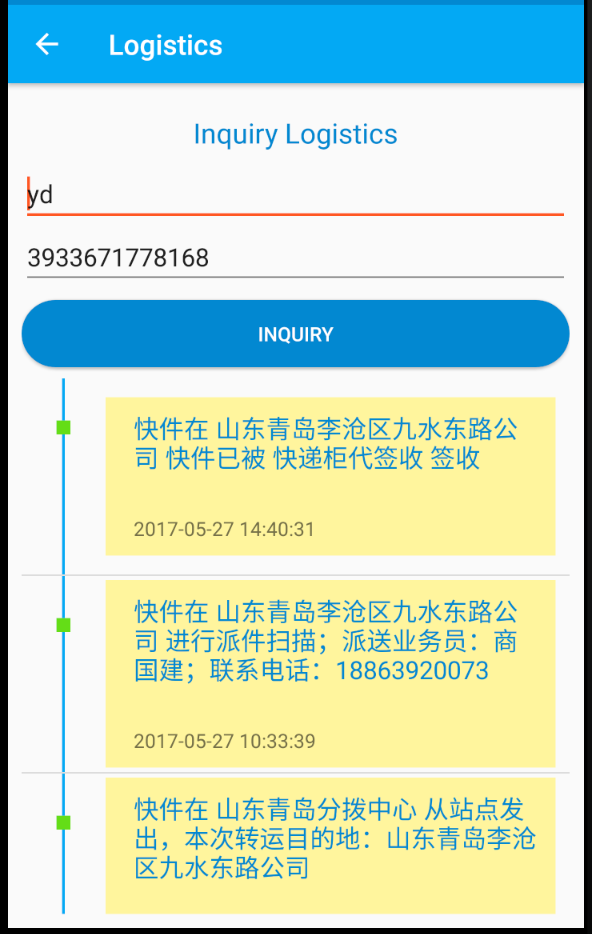 Logistics
Inquiry Logistics
yd
3933671778168
INQUIRY
快件在 山东青岛李沧区九水东路公
司 快件已被 快递柜代签收 签收
2017-05-27 14:40:31
快件在 山东青岛李沧区九水东路公
司 进行派件扫描；派送业务员：商
国建；联系电话：18863920073
2017-05-27 10:33:39
快件在 山东青岛分拨中心 从站点发
出，本次转运目的地：山东青岛李沧
区九水东路公司